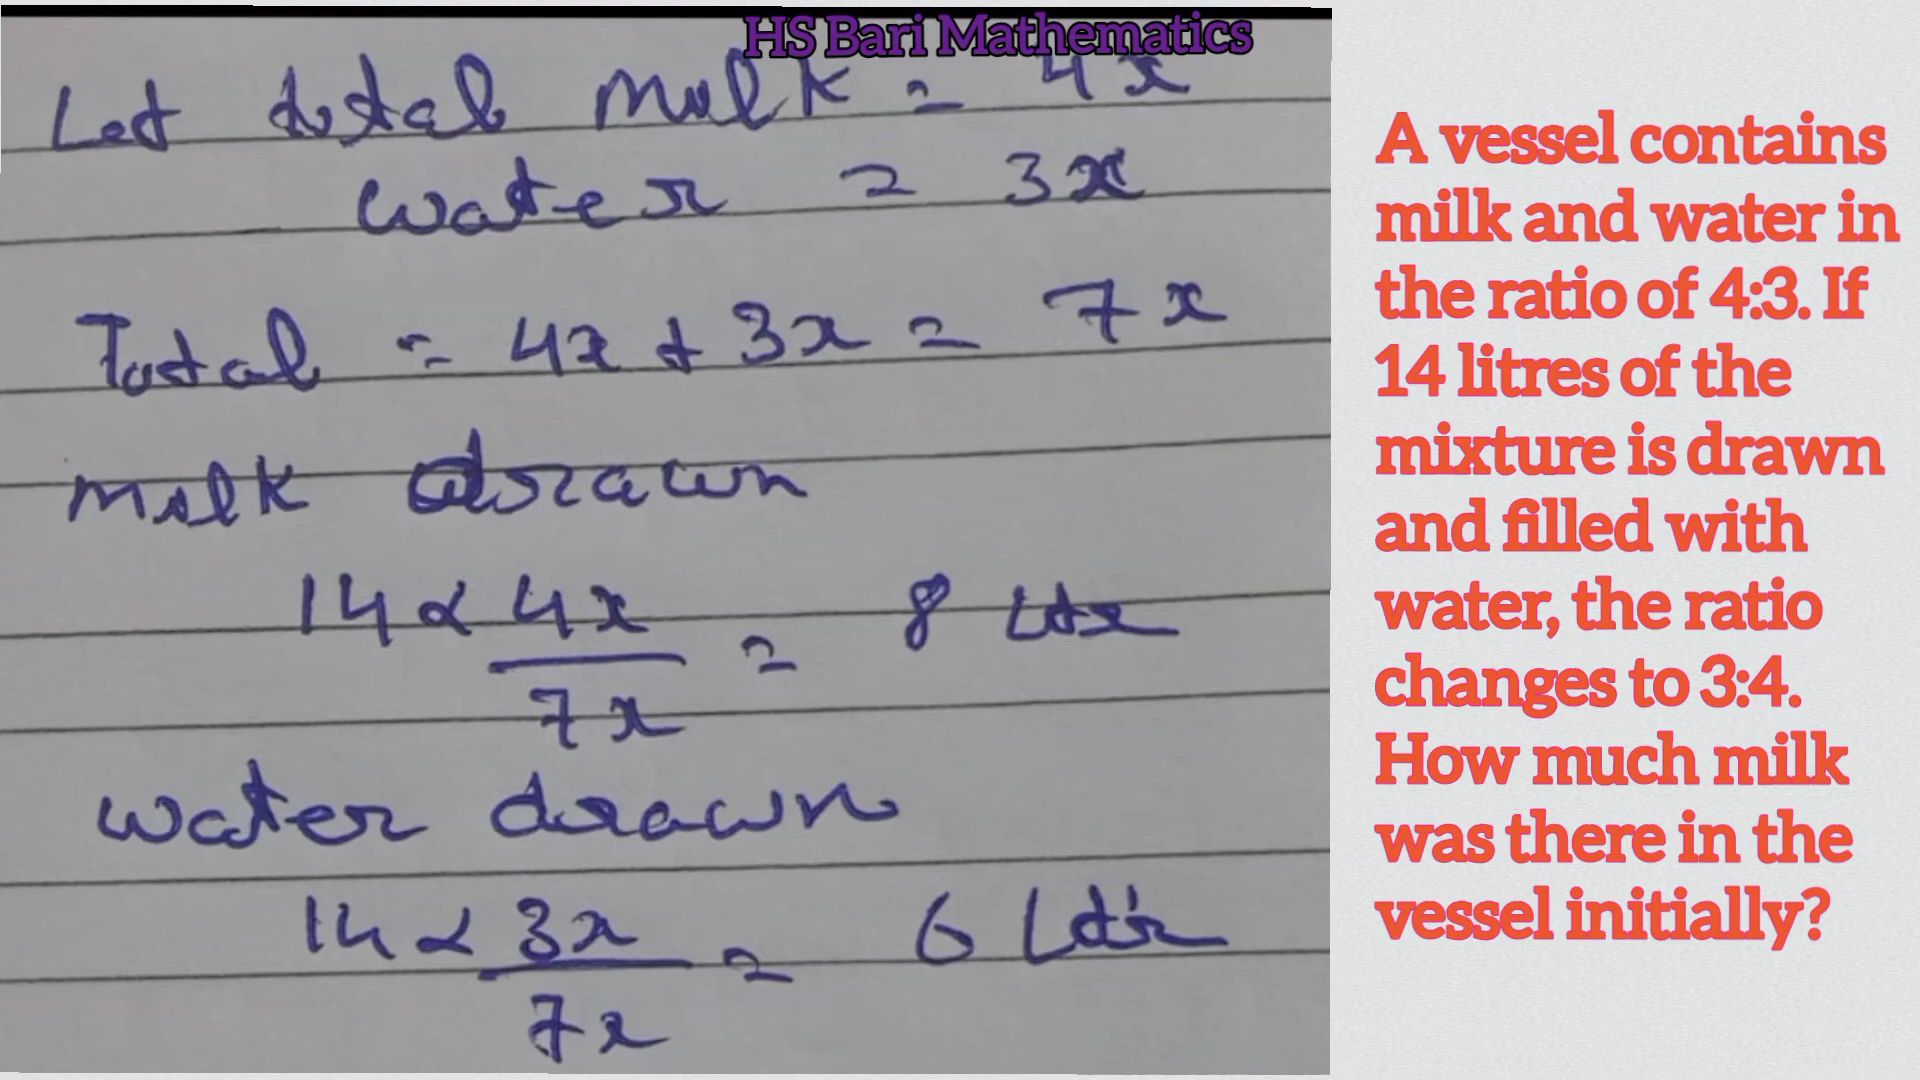 HS Bari Mathematics
Let total milk = 4x
water = 3x
Total = 4x + 3x = 7x
milk drawn
14 × 4x = 8 Ltr
7x
water drawn
14 × 3x = 6 Ltr
7x
A vessel contains
milk and water in
the ratio of 4:3. If
14 litres of the
mixture is drawn
and filled with
water, the ratio
changes to 3:4.
How much milk
was there in the
vessel initially?